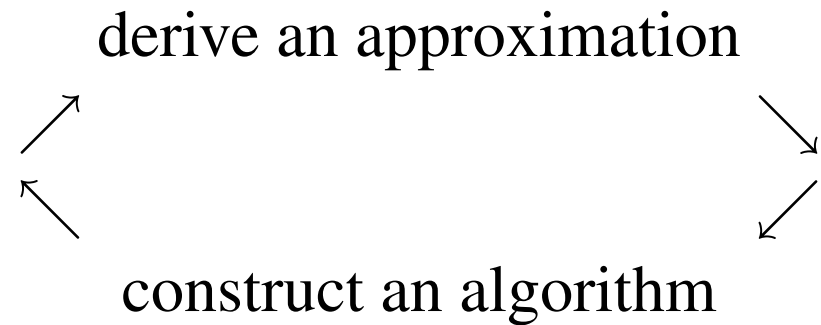 derive an approximation
construct an algorithm